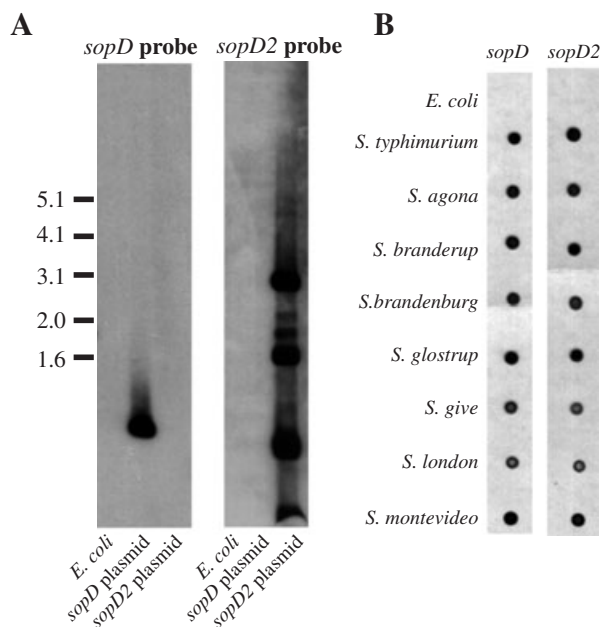 A
sopD probe
sopD2 probe
5.1
4.1
3.1
2.0
1.6
E. coli
sopD plasmid
sopD2 plasmid
E. coli
sopD plasmid
sopD2 plasmid
B
sopD
sopD2
E. coli
S. typhimurium
S. agona
S. branderup
S.brandenburg
S. glostrup
S. give
S. london
S. montevideo